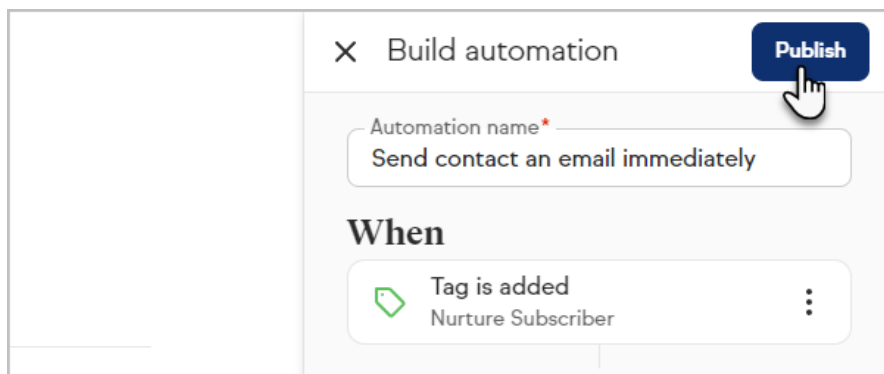 Build automation
Publish
Automation name*
Send contact an email immediately
When
Tag is added
Nurture Subscriber